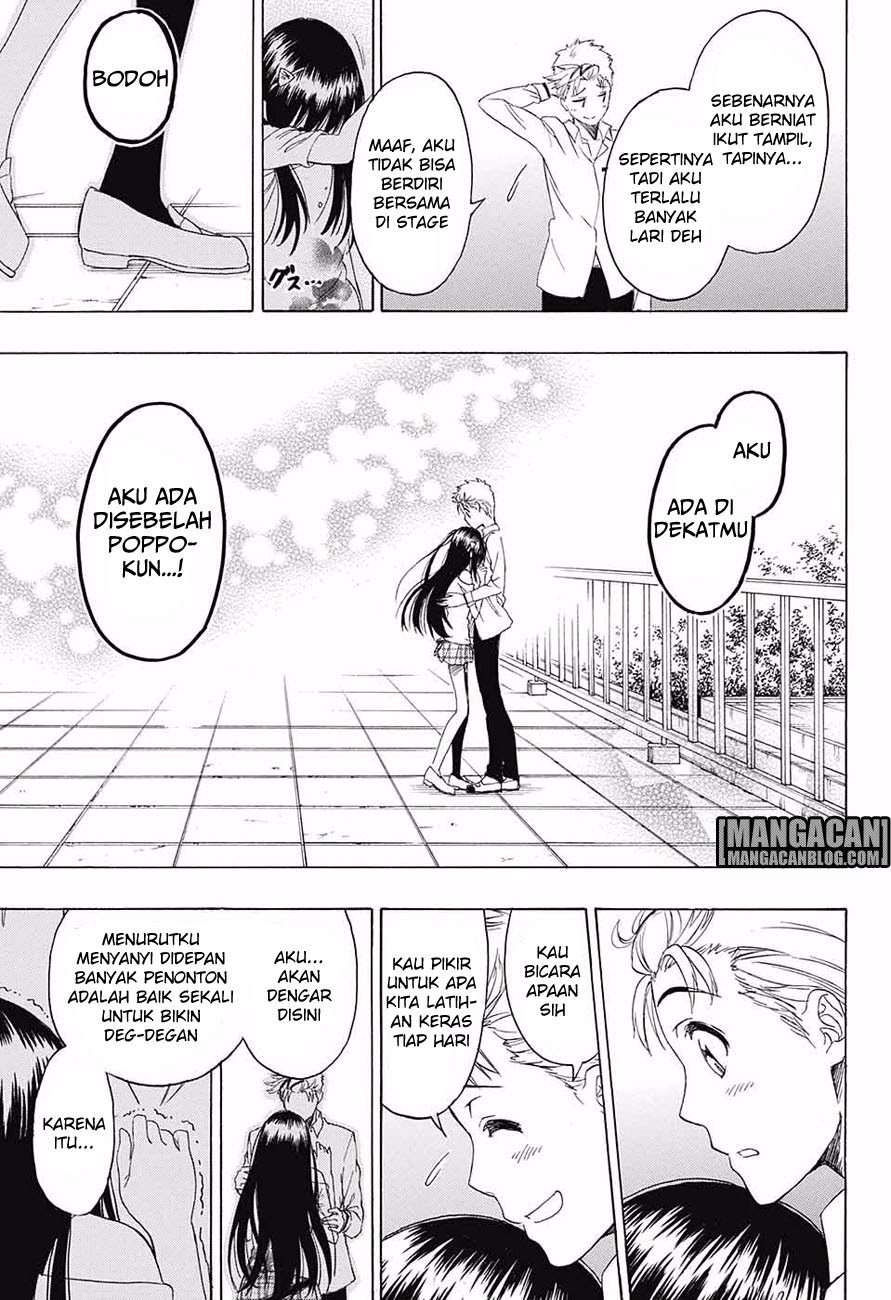 SEBENARNYA
AKU BERNIAT
IKUT TAMPIL,
TAPINYA...
SEPERTINYA
TADI AKU
TERLALU
BANYAK
LARI DEH
MAAF, AKU
TIDAK BISA
BERDIRI
BERSAMA
DI STAGE
グス...
BODOH
AKU
ADA DI
DEKATMU
AKU ADA
DISEBELAH
POPPO-
KUN...!
[MANGACAN]
MANGACANBLOG.COM
KAU
BICARA
APAAN
SIH
KAU PIKIR
UNTUK APA
KITA LATIH-
AN KERAS
TIAP HARI
AKU...
AKAN
DENGAR
DISINI
MENURUTKU
MENYANYI DIDEPAN
BANYAK PENONTON
ADALAH BAIK SEKALI
UNTUK BIKIN
DEG-DEGAN
KARENA
ITU...